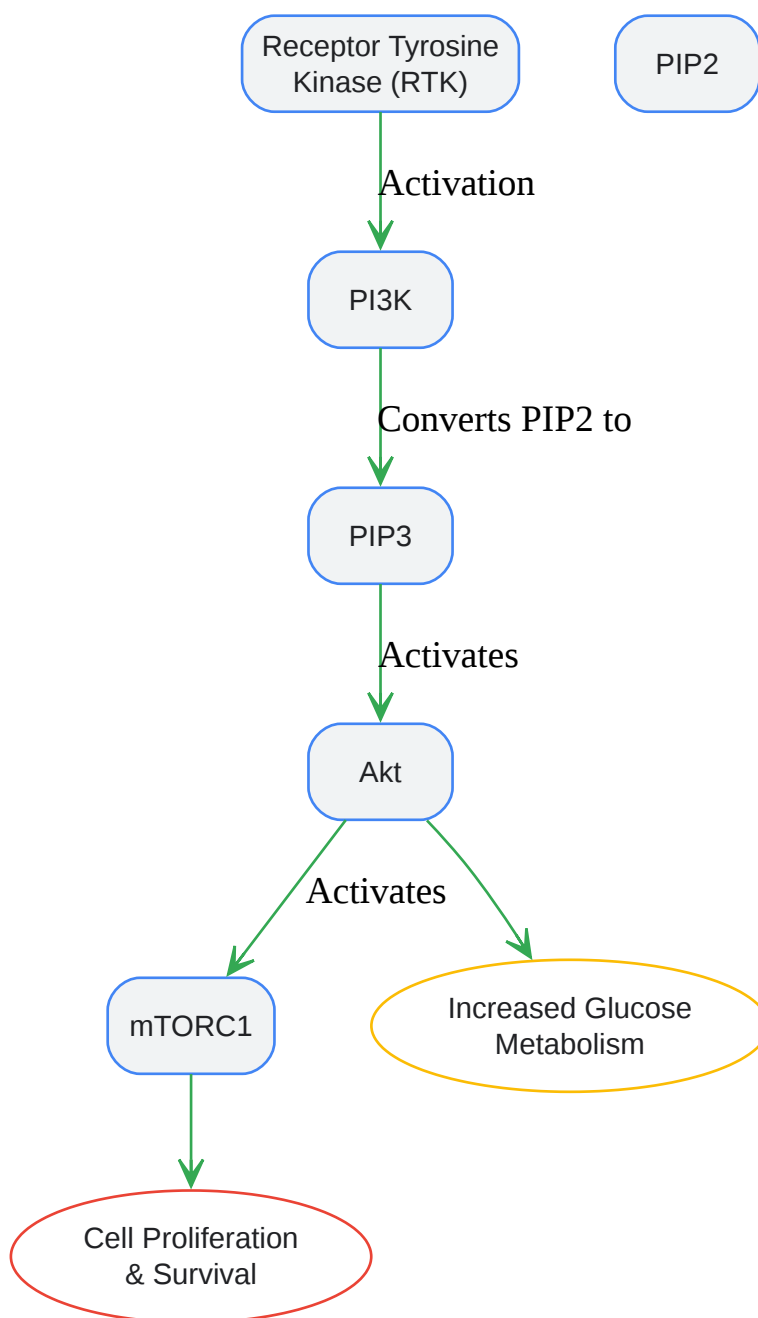 Receptor Tyrosine
Kinase (RTK)
PIP2
Activation
PI3K
Converts PIP2 to
PIP3
Activates
Akt
Activates
mTORC1
Increased Glucose
Metabolism
Cell Proliferation
& Survival